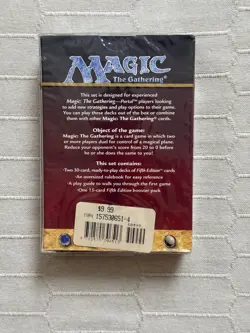 MAGIC
The Gathering
This set is designed for experienced
Magic: The Gathering—Portal™ players looking
to add new strategies and play options to their game.
You can play these decks out of the box or combine
them with other Magic: The Gathering® cards.
Object of the game:
Magic: The Gathering is a card game in which two
or more players duel for control of a magical plane.
Reduce your opponent's score from 20 to 0 before
he or she does the same to you!
This set contains:
•Two 30-card, ready-to-play decks of Fifth Edition™ cards
•An oversized rulebook for easy reference
•A play guide to walk you through the first game
•One 15-card Fifth Edition booster pack
$9.99
ISBN 157530651-4